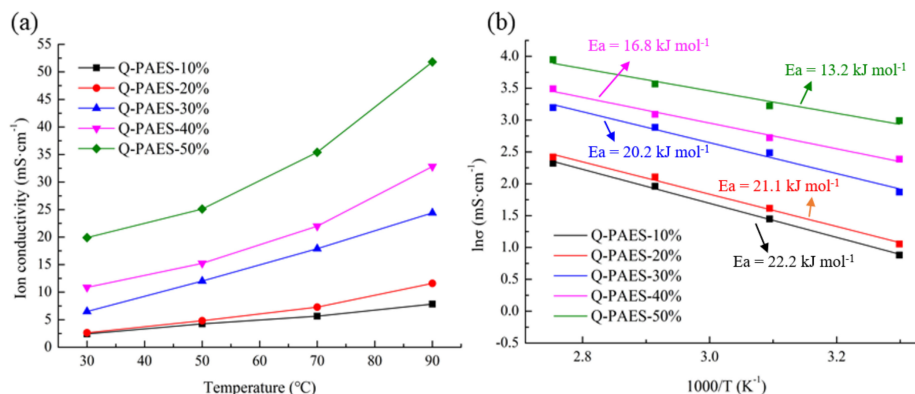 (a)
55
50
45
40
35
30
25
20
15
10
5
0
Ion conductivity (mS·cm⁻¹)
Q-PAES-10%
Q-PAES-20%
Q-PAES-30%
Q-PAES-40%
Q-PAES-50%
30 40 50 60 70 80 90
Temperature (℃)
(b)
5.0
4.5
4.0
3.5
3.0
2.5
2.0
1.5
1.0
0.5
0.0
-0.5
lnσ (mS·cm⁻¹)
Ea = 16.8 kJ mol⁻¹
Ea = 13.2 kJ mol⁻¹
Ea = 20.2 kJ mol⁻¹
Ea = 21.1 kJ mol⁻¹
Ea = 22.2 kJ mol⁻¹
Q-PAES-10%
Q-PAES-20%
Q-PAES-30%
Q-PAES-40%
Q-PAES-50%
2.8 3.0 3.2
1000/T (K⁻¹)